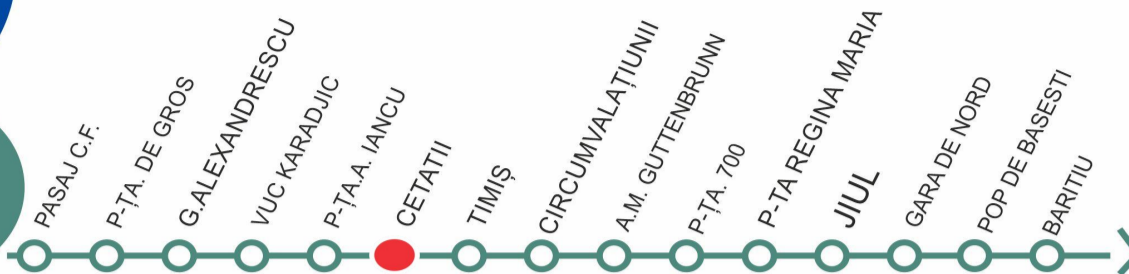 PASAJ C.F.
P-ȚA. DE GROS
G.ALEXANDRESCU
VUC KARADJIC
P-ȚA.A. IANCU
CETATII
TIMIȘ
CIRCUMVALAȚIUNII
A.M. GUTTENBRUNN
P-ȚA. 700
P-TA REGINA MARIA
JIUL
GARA DE NORD
POP DE BASESTI
BARITIU